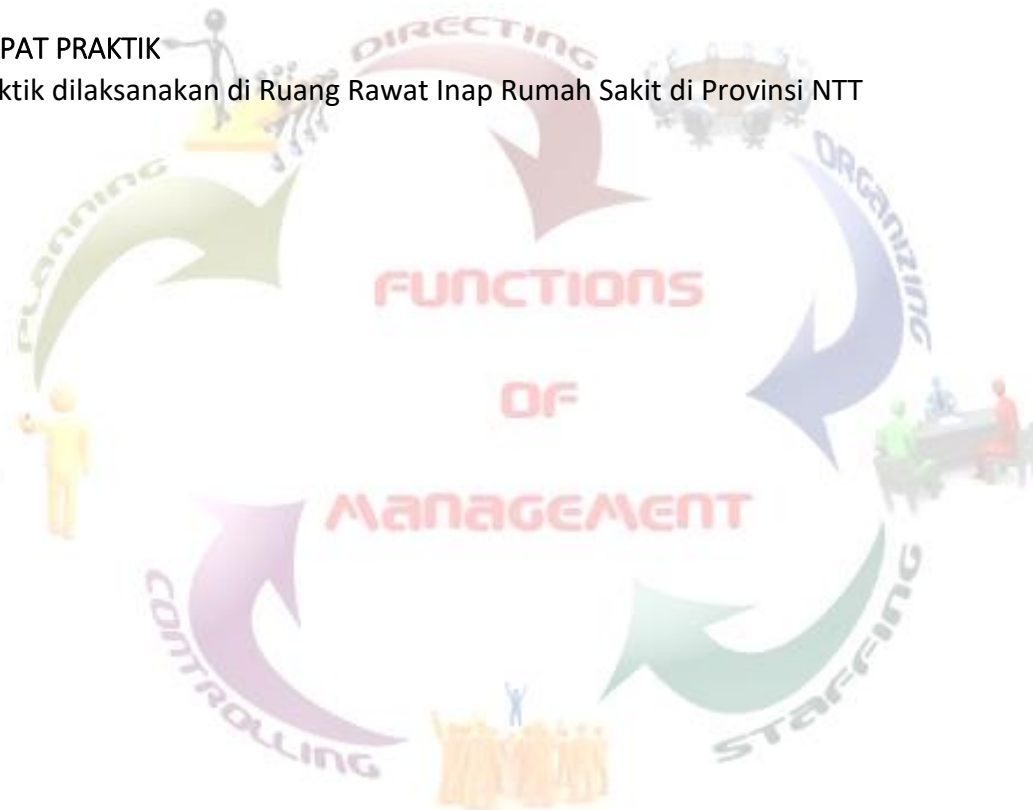 PAT PRAKTIK
ktik dilaksanakan di Ruang Rawat Inap Rumah Sakit di Provinsi NTT
DIRECTING
PLANNING
ORGANIZING
FUNCTIONS
OF
MANAGEMENT
CONTROLLING
STAFFING